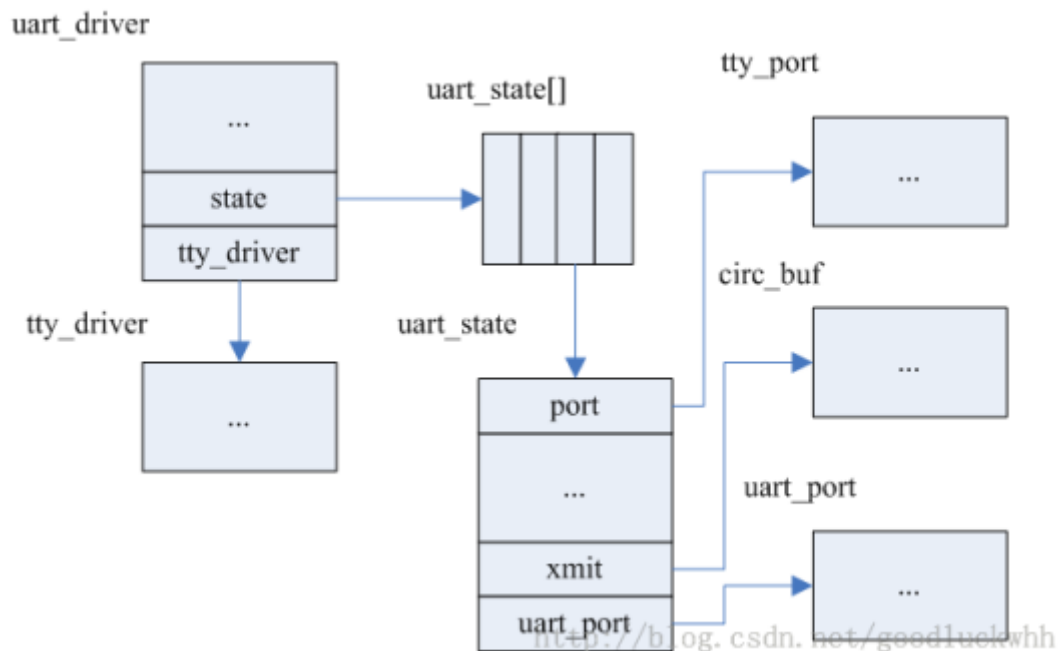 uart_driver
...
state
tty_driver
tty_driver
...
uart_state[]
uart_state
port
...
xmit
uart_port
tty_port
...
circ_buf
...
uart_port
...
http://blog.csdn.net/goodluckwhh